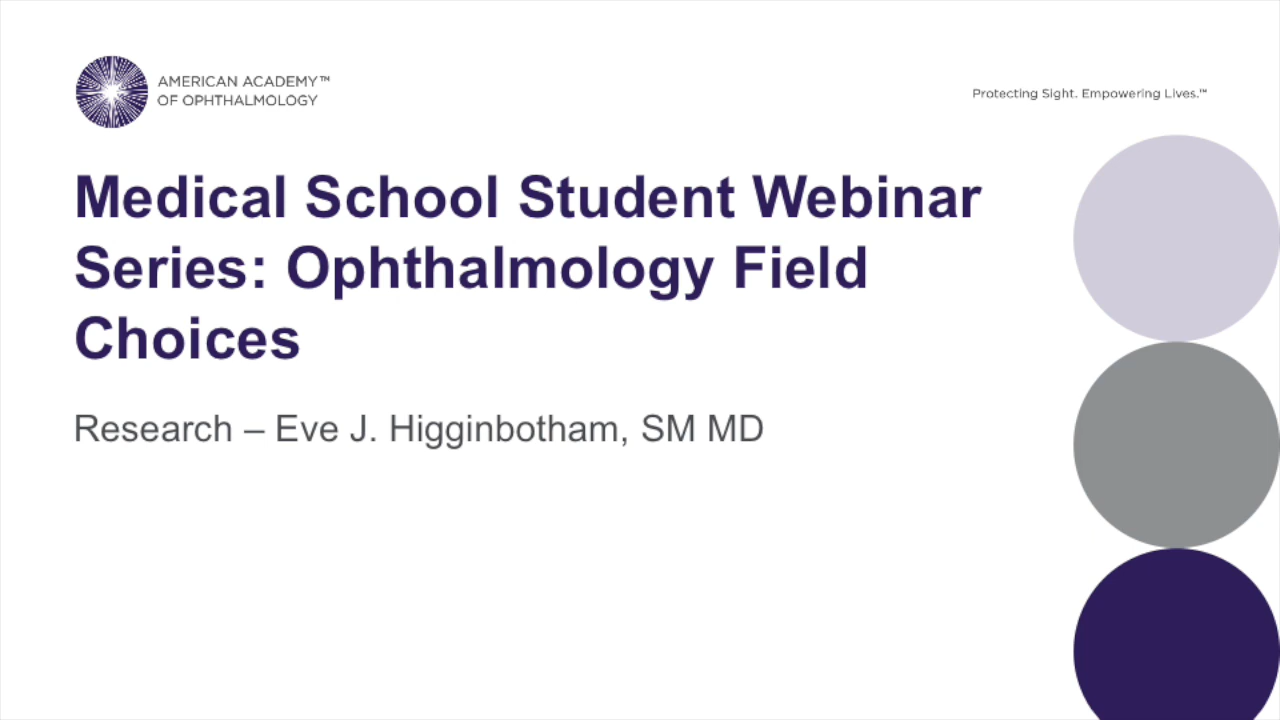 AMERICAN ACADEMY™
OF OPHTHALMOLOGY
Protecting Sight. Empowering Lives.™
Medical School Student Webinar
Series: Ophthalmology Field
Choices
Research – Eve J. Higginbotham, SM MD